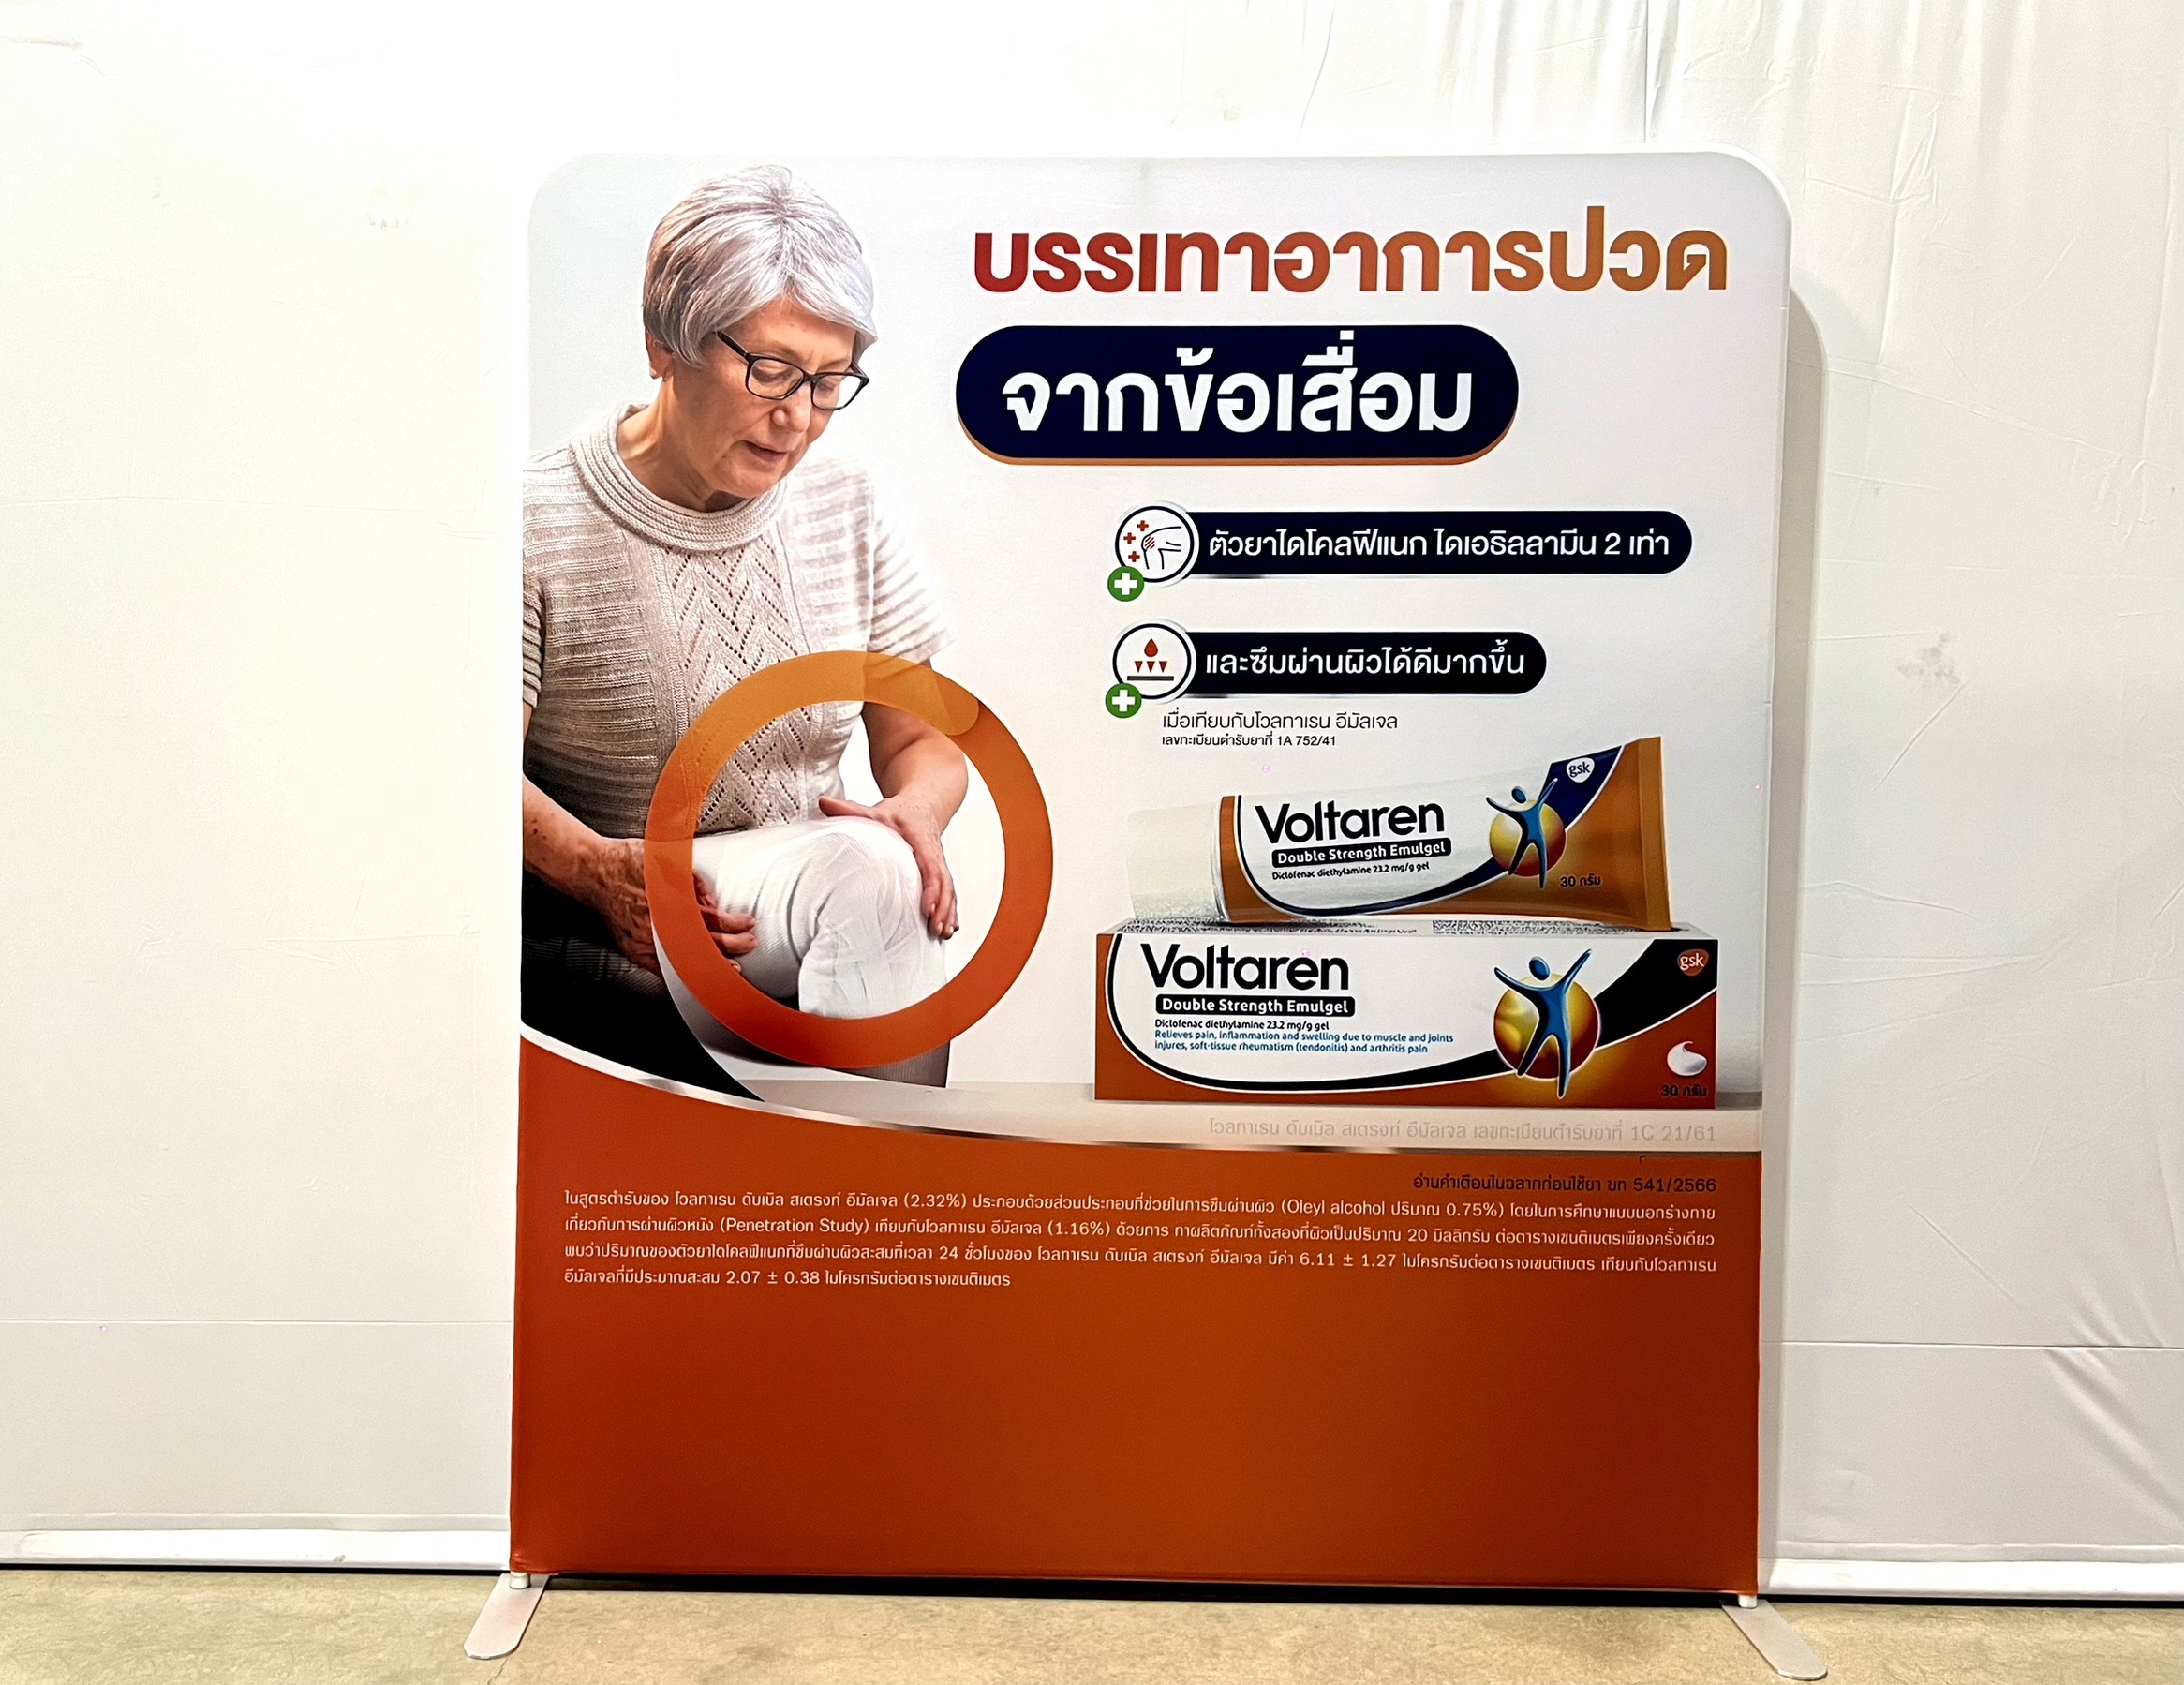 บรรเทาอาการปวด
จากข้อเสื่อม
ตัวยาไดโคลฟีแนก ไดเอธิลลามีน 2 เท่า
และซึมผ่านผิวได้ดีมากขึ้น
เมื่อเทียบกับโวลทาเรน อีมัลเจล
เลขทะเบียนตำรับยาที่ 1A 752/41
gsk
Voltaren
Double Strength Emulgel
Diclofenac diethylamine 23.2 mg/g gel
30 กรัม
Voltaren
gsk
Double Strength Emulgel
Diclofenac diethylamine 23.2 mg/g gel
Relieves pain, inflammation and swelling due to muscle and joints
injures, soft-tissue rheumatism (tendonitis) and arthritis pain
30 กรัม
โวลทาเรน ดับเบิล สเตรงท์ อีมัลเจล เลขทะเบียนตำรับยาที่ 1C 21/61
อ่านคำเตือนในฉลากก่อนใช้ยา ฆท 541/2566
ในสูตรตำรับของ โวลทาเรน ดับเบิล สเตรงท์ อีมัลเจล (2.32%) ประกอบด้วยส่วนประกอบที่ช่วยในการซึมผ่านผิว (Oleyl alcohol ปริมาณ 0.75%) โดยในการศึกษาแบบนอกร่างกาย
เกี่ยวกับการผ่านผิวหนัง (Penetration Study) เทียบกับโวลทาเรน อีมัลเจล (1.16%) ด้วยการ ทาผลิตภัณฑ์ทั้งสองที่ผิวเป็นปริมาณ 20 มิลลิกรัม ต่อตารางเซนติเมตรเพียงครั้งเดียว
พบว่าปริมาณของตัวยาไดโคลฟีแนกที่ซึมผ่านผิวสะสมที่เวลา 24 ชั่วโมงของ โวลทาเรน ดับเบิล สเตรงท์ อีมัลเจล มีค่า 6.11 ± 1.27 ไมโครกรัมต่อตารางเซนติเมตร เทียบกับโวลทาเรน
อีมัลเจลที่มีประมาณสะสม 2.07 ± 0.38 ไมโครกรัมต่อตารางเซนติเมตร